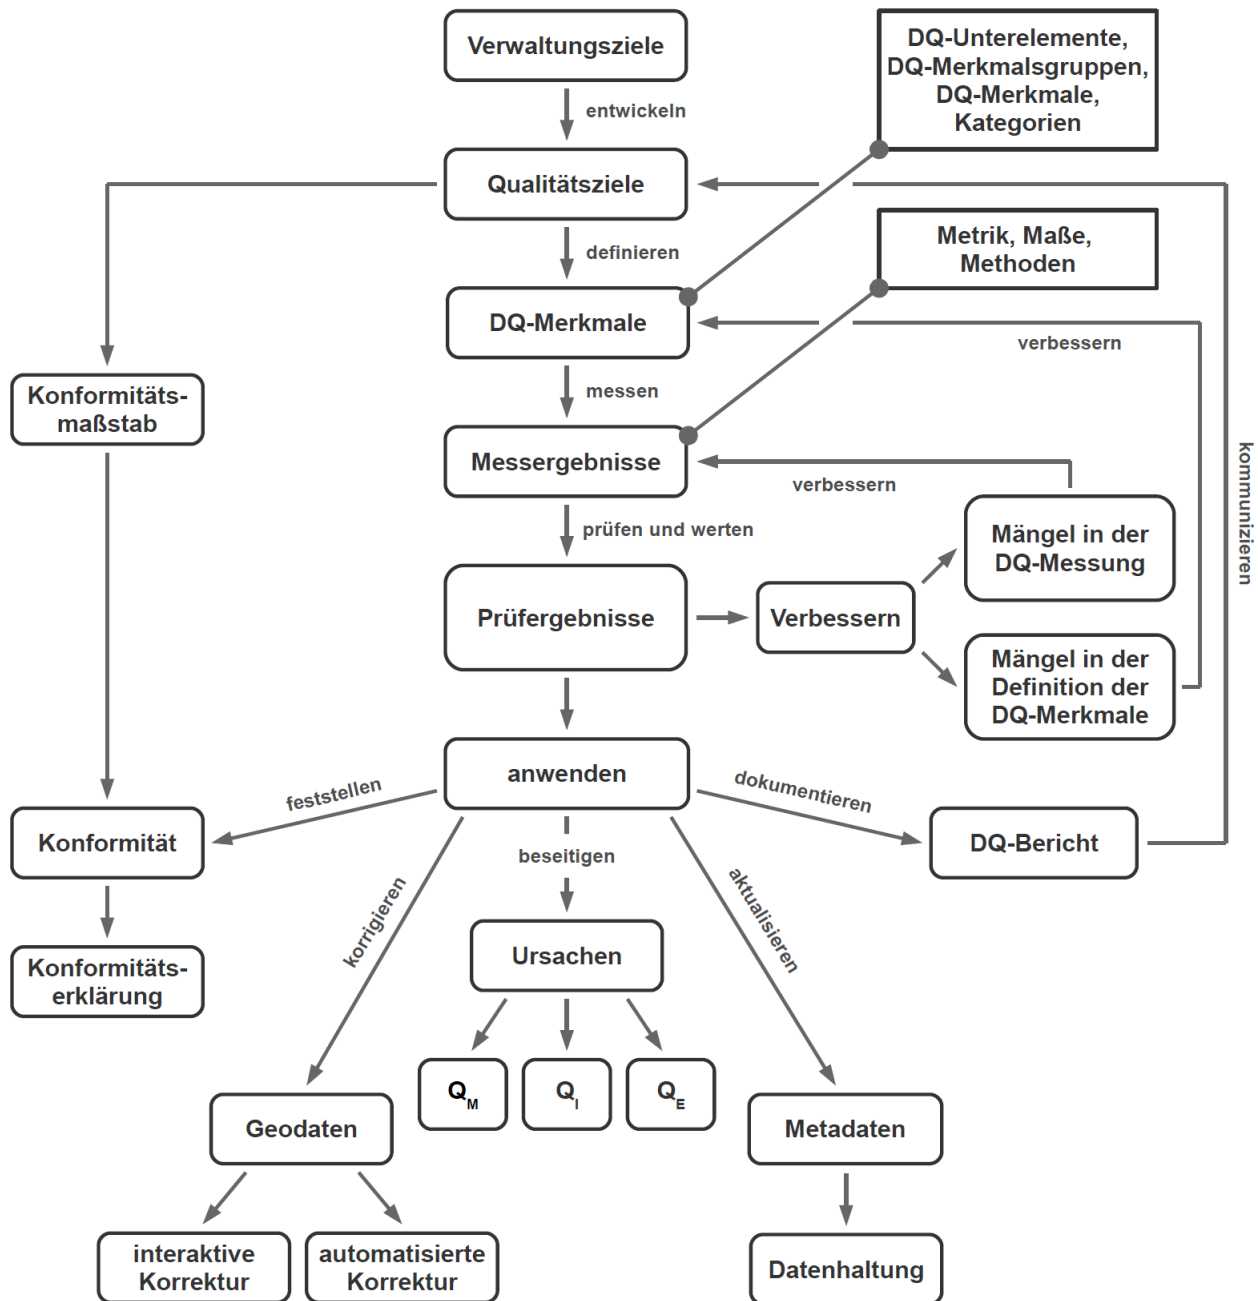 Verwaltungsziele
DQ-Unterelemente,
DQ-Merkmalsgruppen,
DQ-Merkmale,
Kategorien
entwickeln
Qualitätsziele
definieren
Metrik, Maße,
Methoden
DQ-Merkmale
verbessern
messen
Konformitäts-
maßstab
Messergebnisse
verbessern
kommunizieren
prüfen und werten
Mängel in der
DQ-Messung
Prüfergebnisse
Verbessern
Mängel in der
Definition der
DQ-Merkmale
anwenden
feststellen
dokumentieren
Konformität
beseitigen
DQ-Bericht
korrigieren
aktualisieren
Ursachen
Konformitäts-
erklärung
QM
QI
QE
Geodaten
Metadaten
interaktive
Korrektur
automatisierte
Korrektur
Datenhaltung